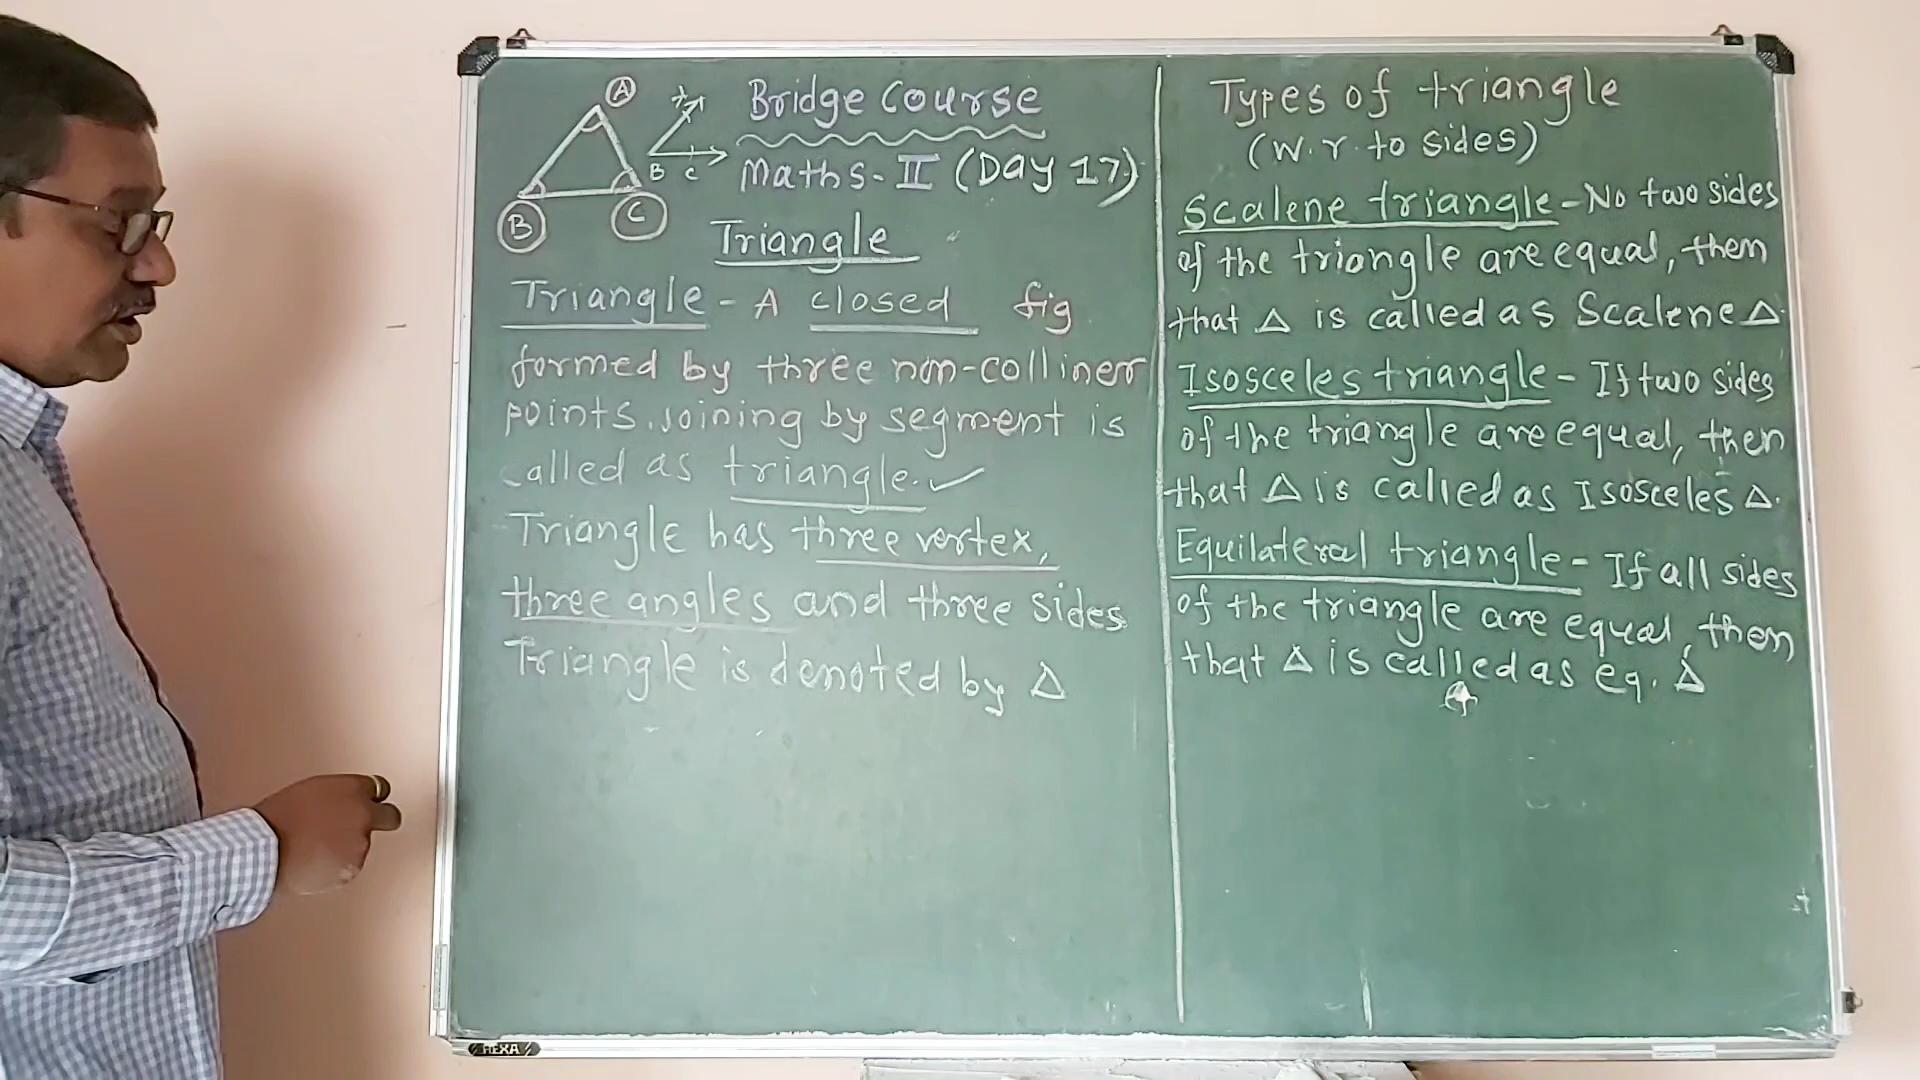 A
B
C
B C
Bridge Course
Maths-II (Day 17)
Triangle
Triangle - A closed fig
formed by three non-colliner
points. Joining by segment is
called as triangle.
Triangle has three vertex,
three angles and three sides
Triangle is denoted by Δ
Types of triangle
(W.r.to sides)
Scalene triangle - No two sides
of the triangle are equal, then
that Δ is called as Scalene Δ.
Isosceles triangle - If two sides
of the triangle are equal, then
that Δ is called as Isosceles Δ.
Equilateral triangle - If all sides
of the triangle are equal, then
that Δ is called as eq. Δ
HEXA